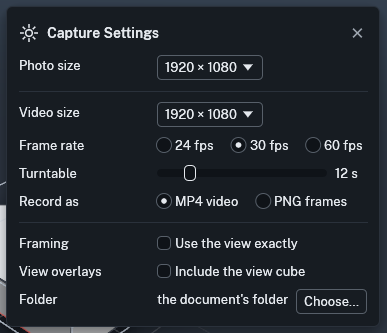 Capture Settings
Photo size 1920 × 1080
Video size 1920 × 1080
Frame rate 24 fps 30 fps 60 fps
Turntable 12 s
Record as MP4 video PNG frames
Framing Use the view exactly
View overlays Include the view cube
Folder the document's folder Choose...